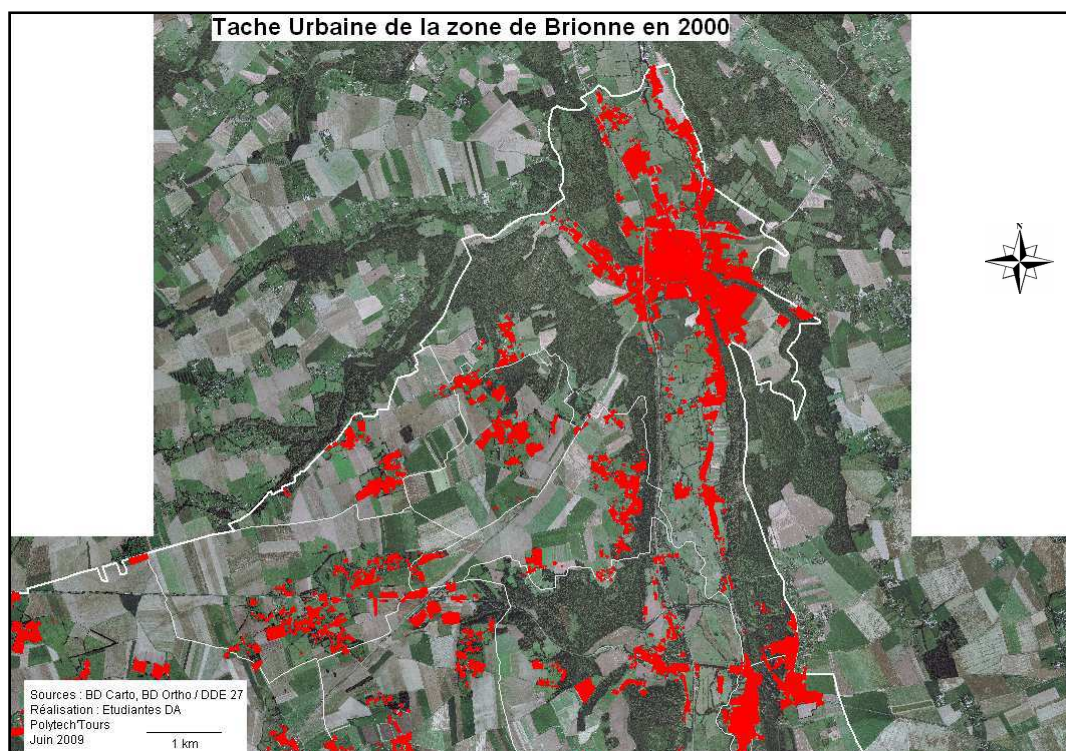 Tache Urbaine de la zone de Brionne en 2000
N
Sources : BD Carto, BD Ortho / DDE 27
Réalisation : Etudiantes DA
Polytech'Tours
Juin 2009
1 km